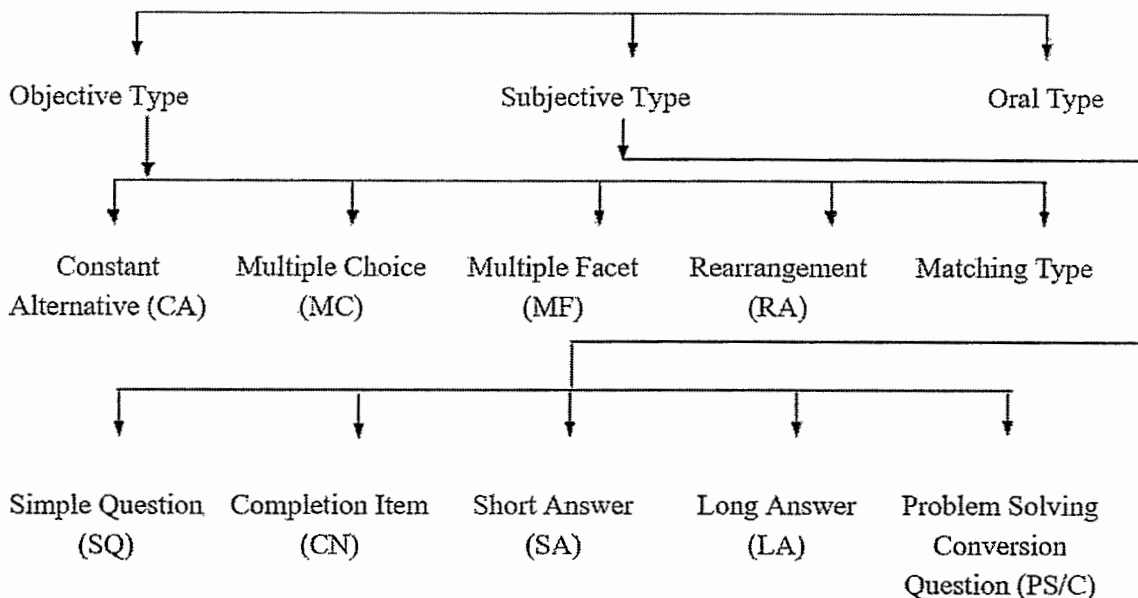 Objective Type Subjective Type Oral Type
Constant Multiple Choice Multiple Facet Rearrangement Matching Type
Alternative (CA) (MC) (MF) (RA)
Simple Question Completion Item Short Answer Long Answer Problem Solving
(SQ) (CN) (SA) (LA) Conversion
Question (PS/C)